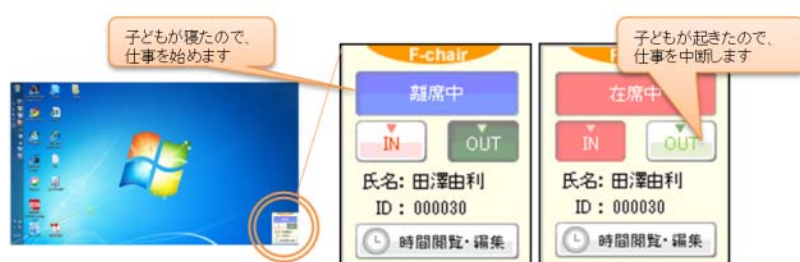 子どもが寝たので、
仕事を始めます
F-chair
離席中
IN
OUT
氏名: 田澤由利
ID : 000030
時間閲覧・編集
子どもが起きたので、
仕事を中断します
在席中
IN
OUT
氏名: 田澤由利
ID : 000030
時間閲覧・編集